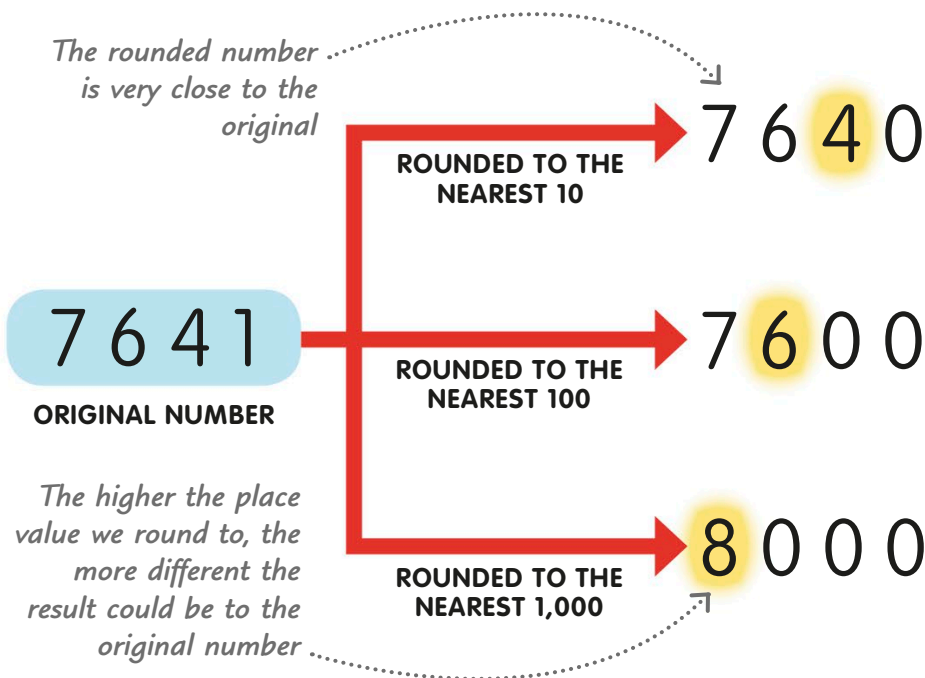 The rounded number
is very close to the
original
7 6 4 0
ROUNDED TO THE
NEAREST 10
7 6 4 1
ORIGINAL NUMBER
7 6 0 0
ROUNDED TO THE
NEAREST 100
The higher the place
value we round to, the
more different the
result could be to the
original number
8 0 0 0
ROUNDED TO THE
NEAREST 1,000